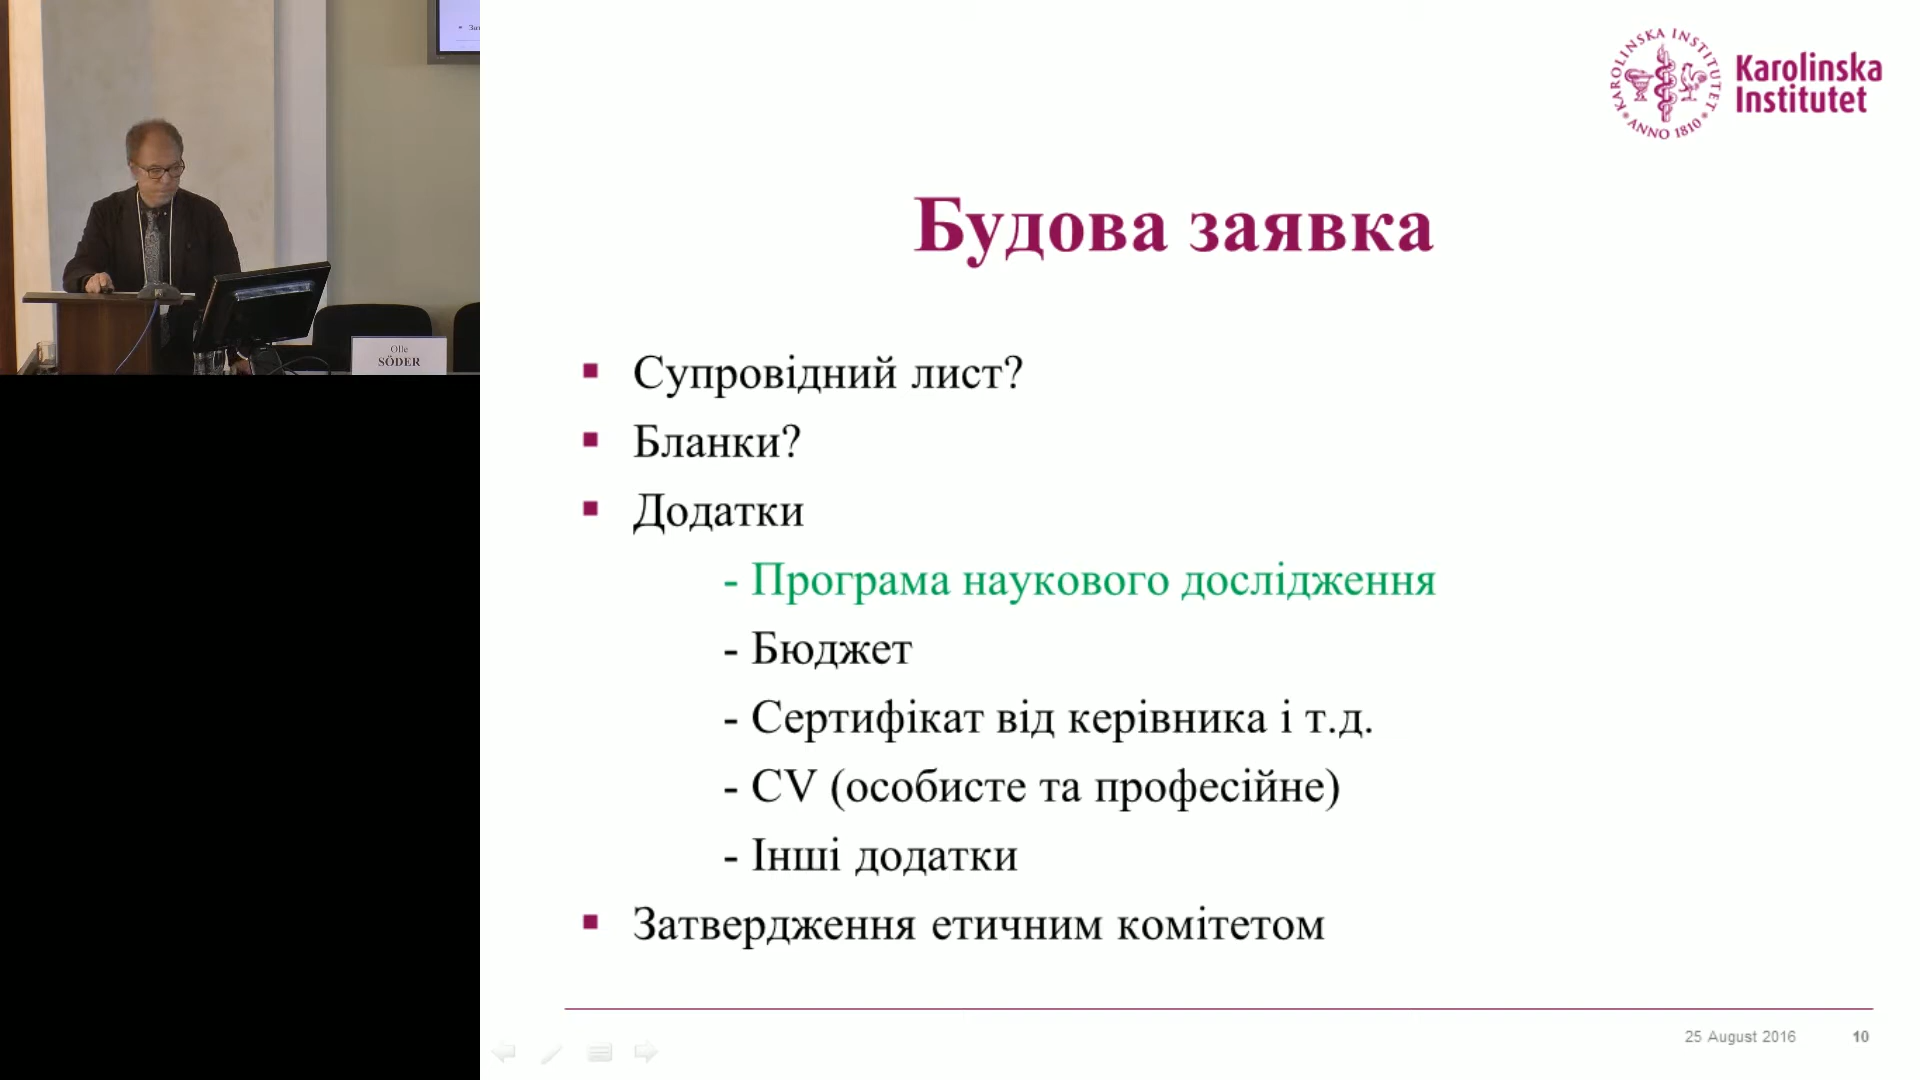 Olle
SÖDER
KAROLINSKA INSTITUTET
ANNO 1810
Karolinska
Institutet
Будова заявка
Супровідний лист?
Бланки?
Додатки
- Програма наукового дослідження
- Бюджет
- Сертифікат від керівника і т.д.
- CV (особисте та професійне)
- Інші додатки
Затвердження етичним комітетом
25 August 2016
10